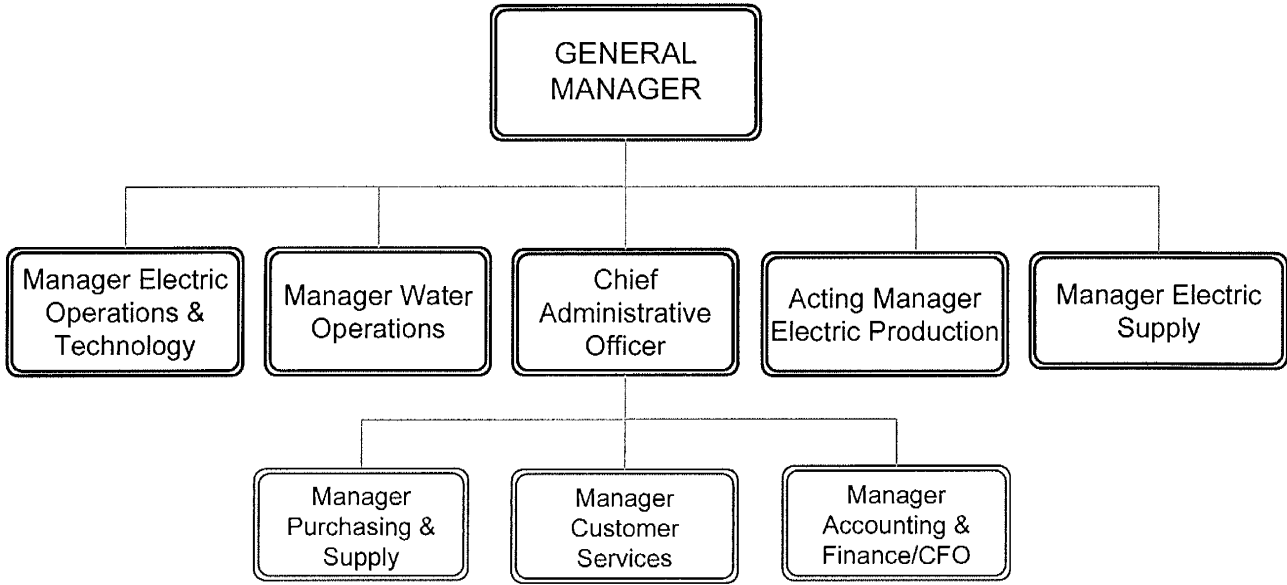 GENERAL
MANAGER
Manager Electric
Operations &
Technology
Manager Water
Operations
Chief
Administrative
Officer
Acting Manager
Electric Production
Manager Electric
Supply
Manager
Purchasing &
Supply
Manager
Customer
Services
Manager
Accounting &
Finance/CFO